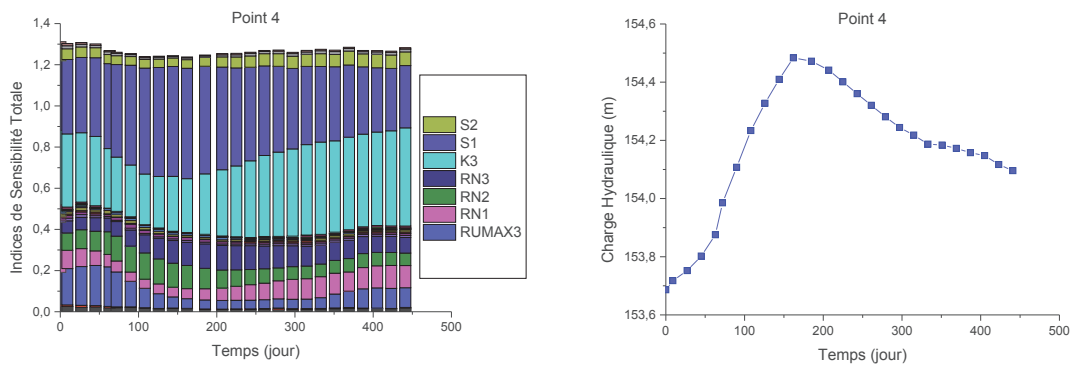 Point 4
Indices de Sensibilité Totale
1,4
1,2
1,0
0,8
0,6
0,4
0,2
0,0
0
100
200
300
400
500
Temps (jour)
S2
S1
K3
RN3
RN2
RN1
RUMAX3
Point 4
Charge Hydraulique (m)
154,6
154,4
154,2
154,0
153,8
153,6
0
100
200
300
400
500
Temps (jour)